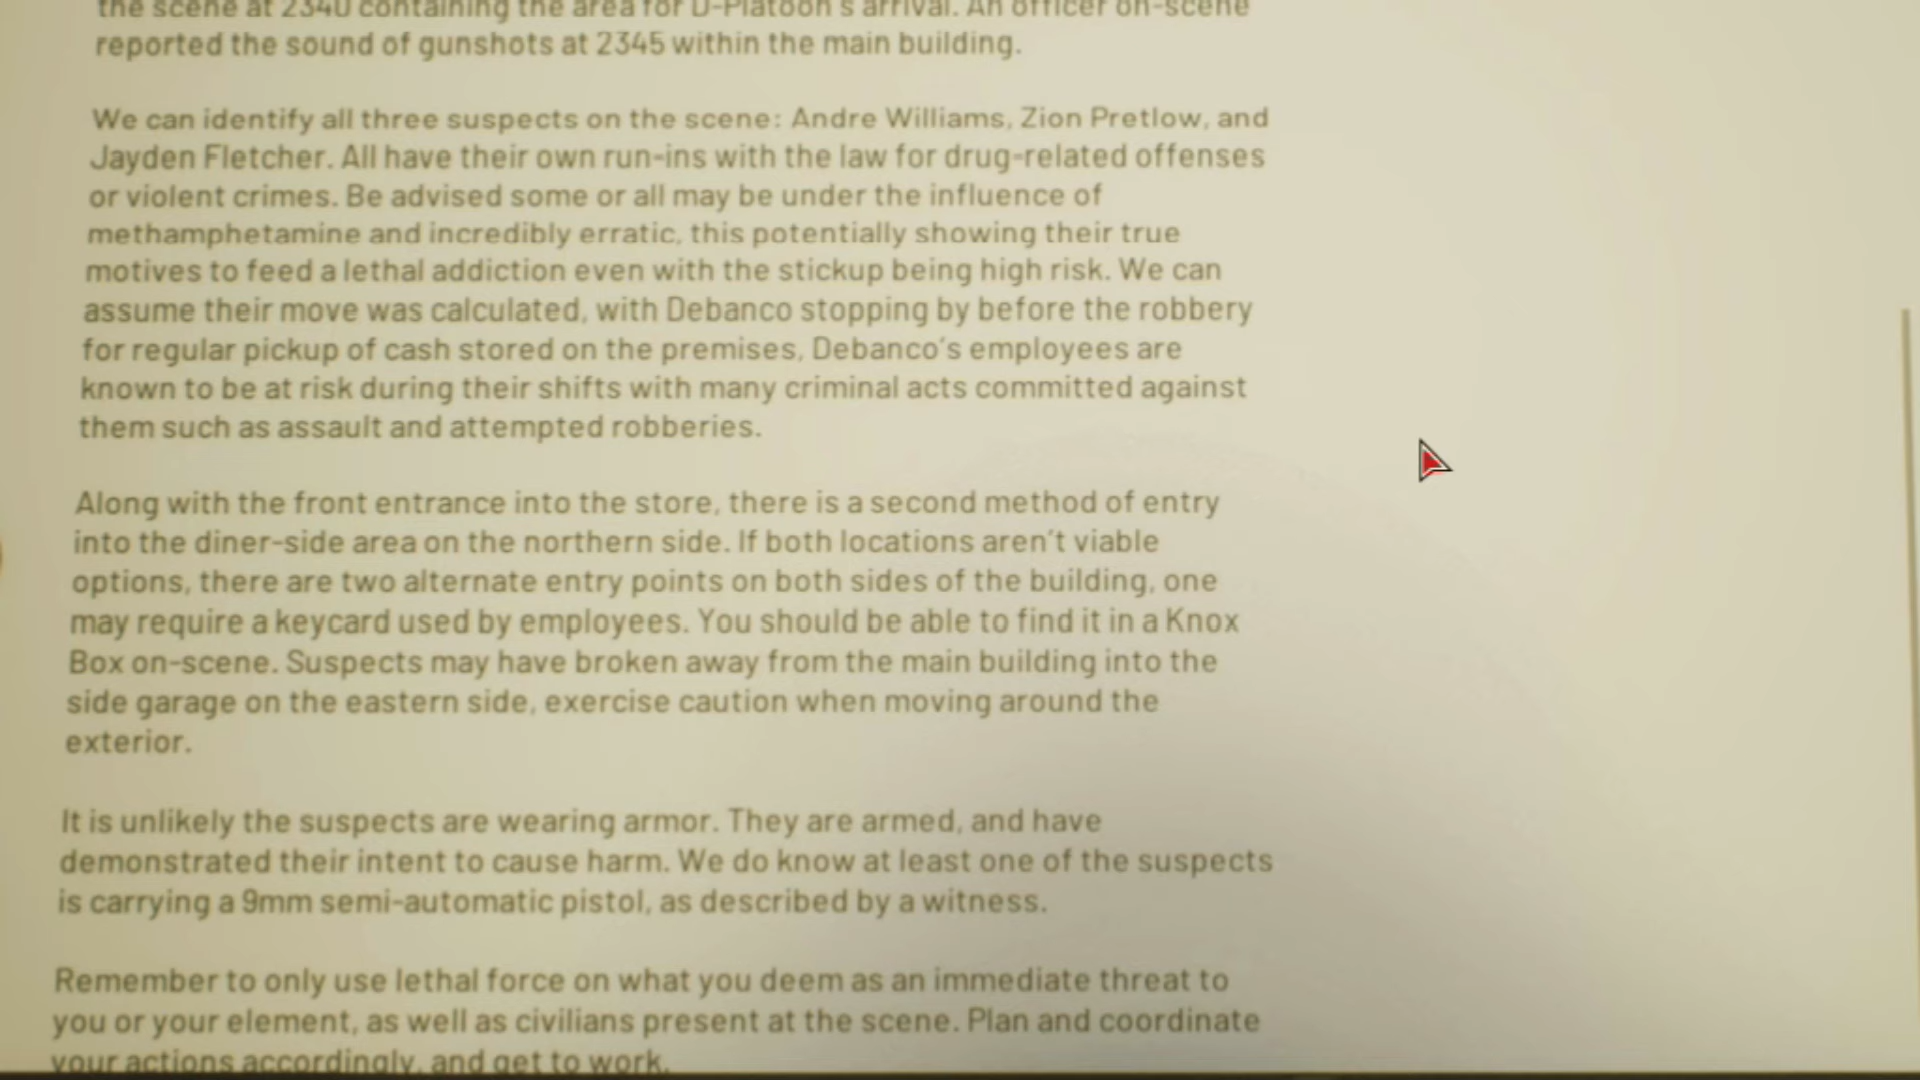 the scene at 2340 containing the area for D-Platoon's arrival. An officer on-scene
reported the sound of gunshots at 2345 within the main building.
We can identify all three suspects on the scene: Andre Williams, Zion Pretlow, and
Jayden Fletcher. All have their own run-ins with the law for drug-related offenses
or violent crimes. Be advised some or all may be under the influence of
methamphetamine and incredibly erratic, this potentially showing their true
motives to feed a lethal addiction even with the stickup being high risk. We can
assume their move was calculated, with Debanco stopping by before the robbery
for regular pickup of cash stored on the premises, Debanco's employees are
known to be at risk during their shifts with many criminal acts committed against
them such as assault and attempted robberies.
Along with the front entrance into the store, there is a second method of entry
into the diner-side area on the northern side. If both locations aren't viable
options, there are two alternate entry points on both sides of the building, one
may require a keycard used by employees. You should be able to find it in a Knox
Box on-scene. Suspects may have broken away from the main building into the
side garage on the eastern side, exercise caution when moving around the
exterior.
It is unlikely the suspects are wearing armor. They are armed, and have
demonstrated their intent to cause harm. We do know at least one of the suspects
is carrying a 9mm semi-automatic pistol, as described by a witness.
Remember to only use lethal force on what you deem as an immediate threat to
you or your element, as well as civilians present at the scene. Plan and coordinate
your actions accordingly, and get to work.